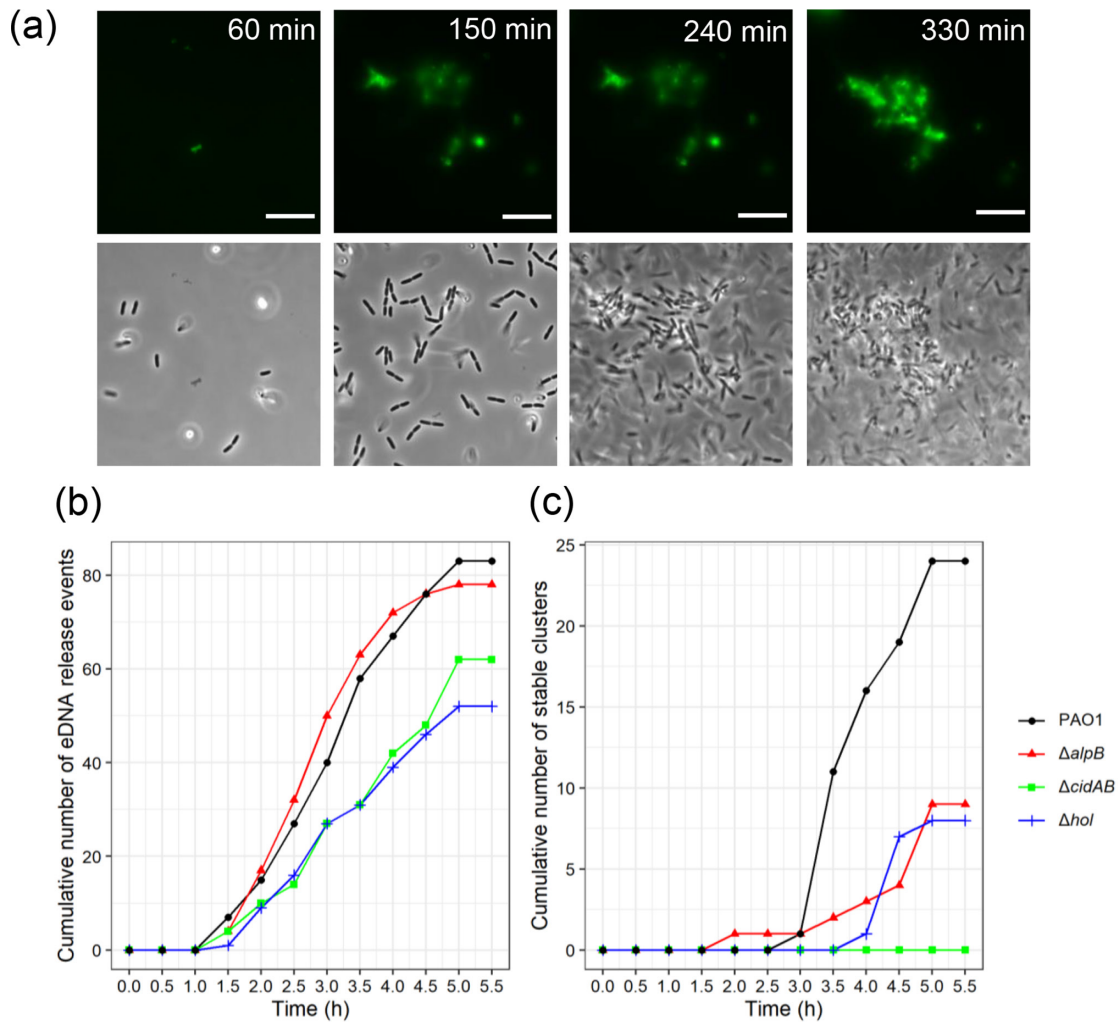 (a)
60 min
150 min
240 min
330 min
(b)
(c)
Cumulative number of eDNA release events
80
60
40
20
0
0.0 0.5 1.0 1.5 2.0 2.5 3.0 3.5 4.0 4.5 5.0 5.5
Time (h)
Cumulative number of stable clusters
25
20
15
10
5
0
0.0 0.5 1.0 1.5 2.0 2.5 3.0 3.5 4.0 4.5 5.0 5.5
Time (h)
PAO1
ΔalpB
ΔcidAB
Δhol